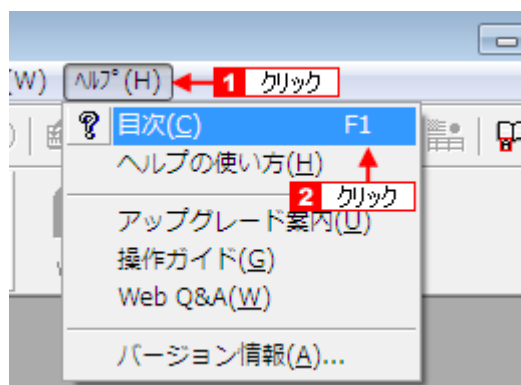 (W) ﾍﾙﾌﾟ(H) 1 クリック
目次(C) F1
ヘルプの使い方(H)
2 クリック
アップグレード案内(U)
操作ガイド(G)
Web Q&A(W)
バージョン情報(A)...